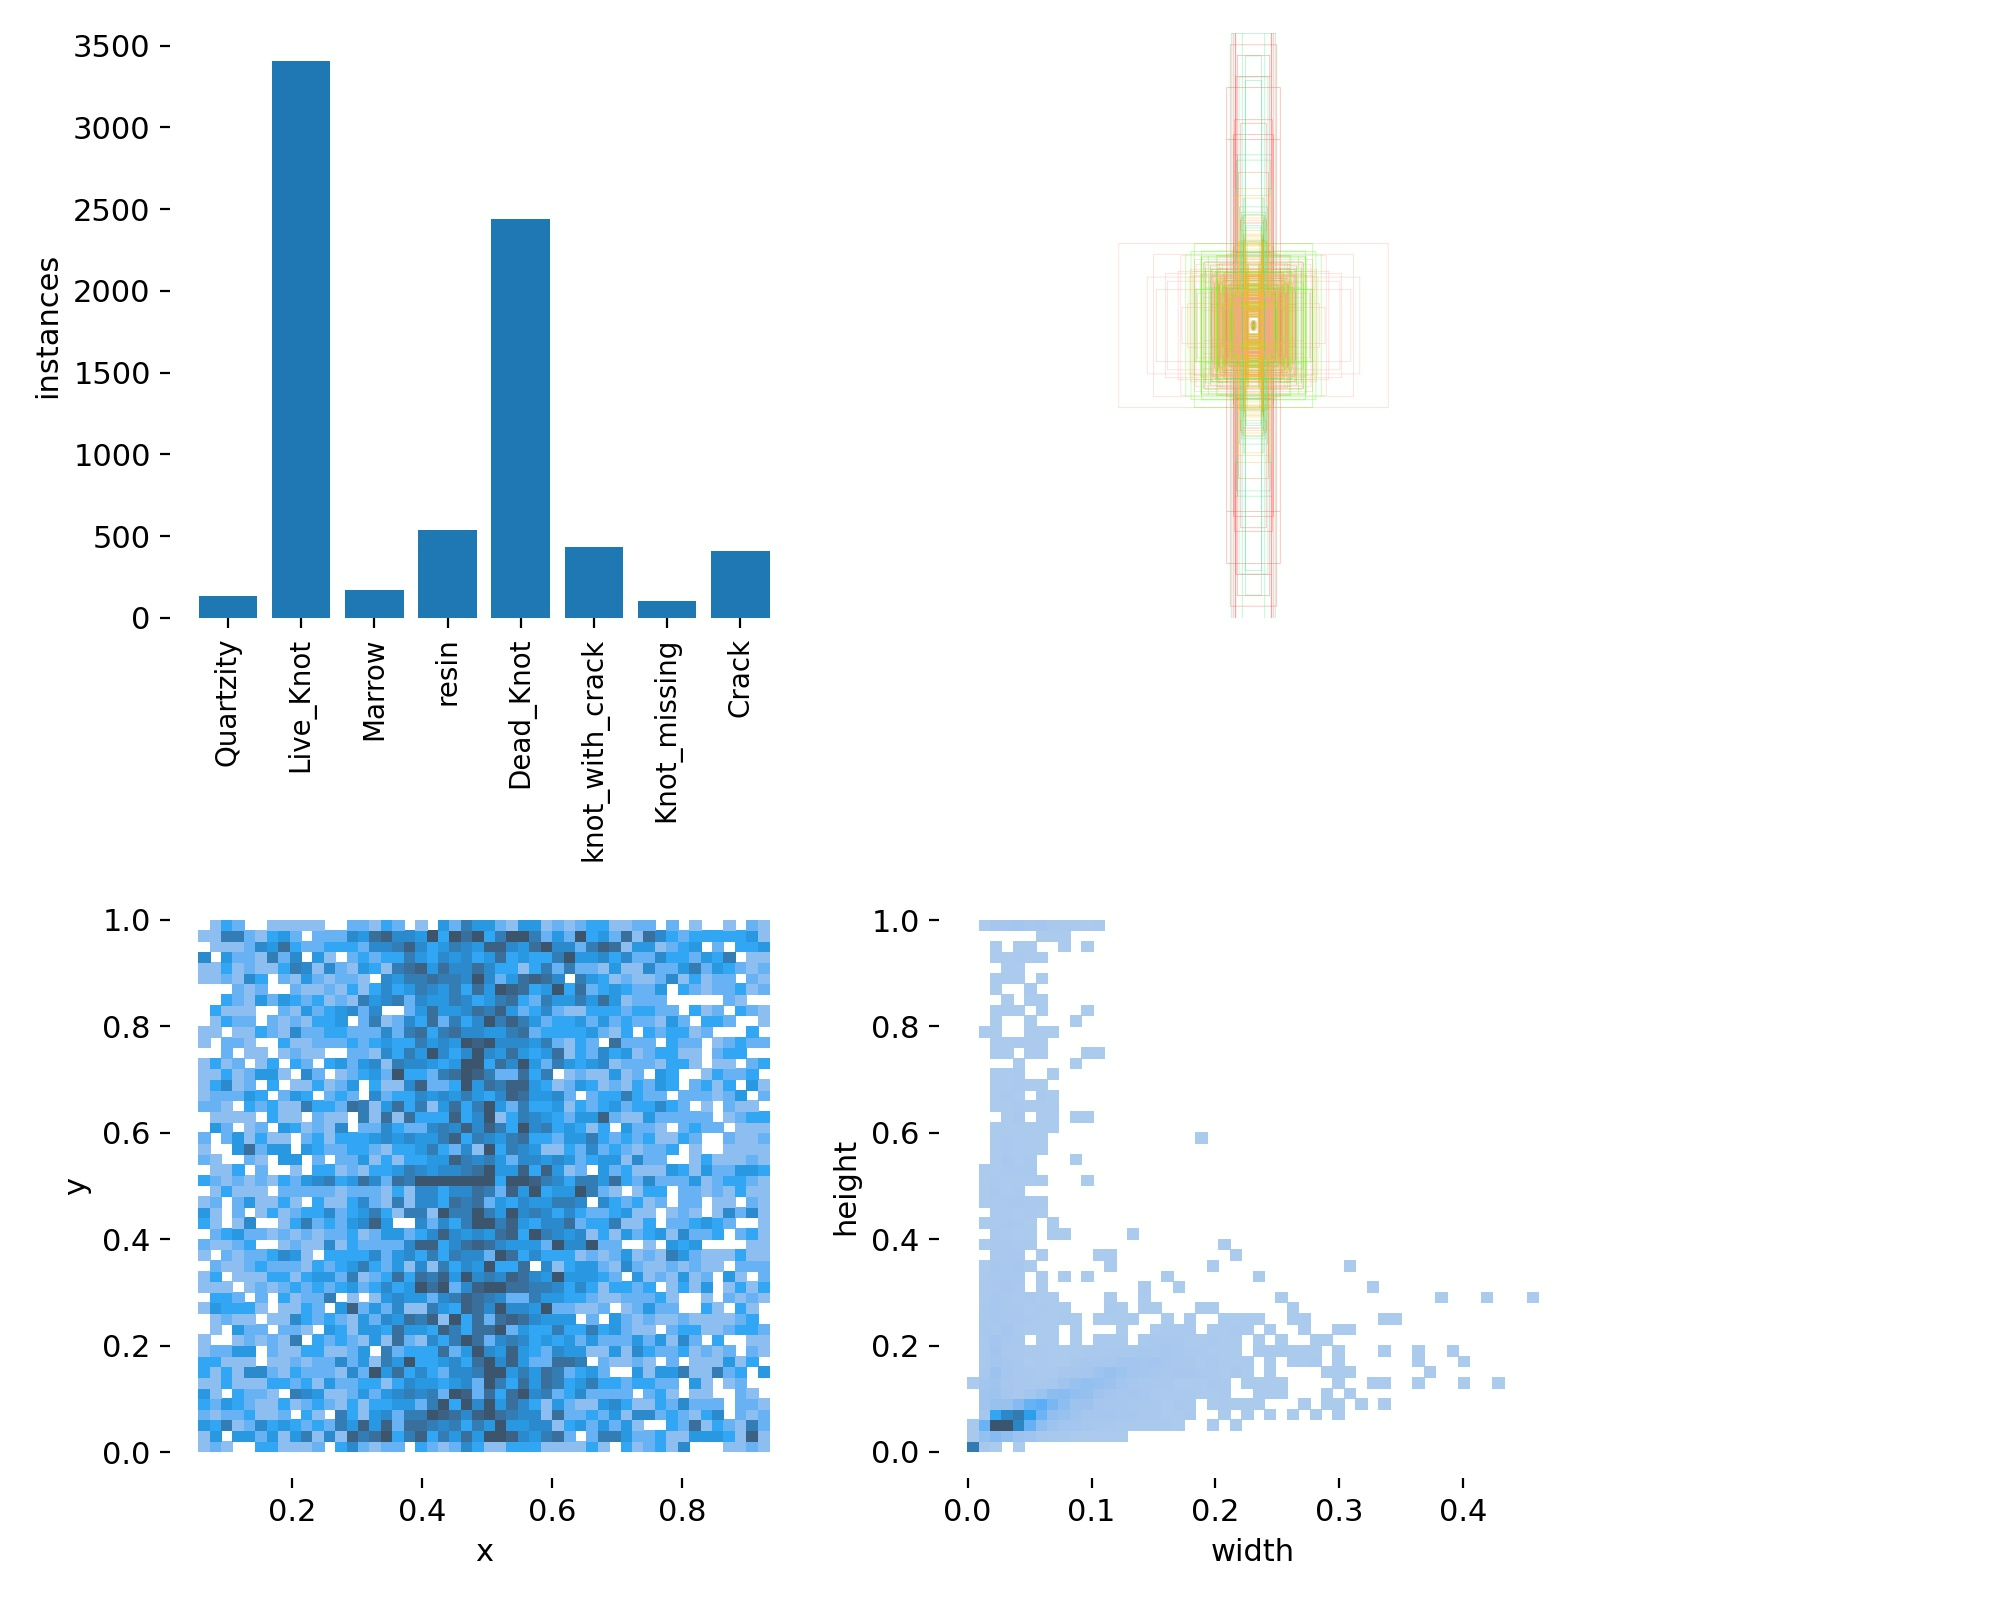 3500
3000
2500
2000
1500
1000
500
0
instances
Quartzity
Live_Knot
Marrow
resin
Dead_Knot
knot_with_crack
Knot_missing
Crack
1.0
0.8
0.6
0.4
0.2
0.0
y
0.2 0.4 0.6 0.8
x
1.0
0.8
0.6
0.4
0.2
0.0
height
0.0 0.1 0.2 0.3 0.4
width